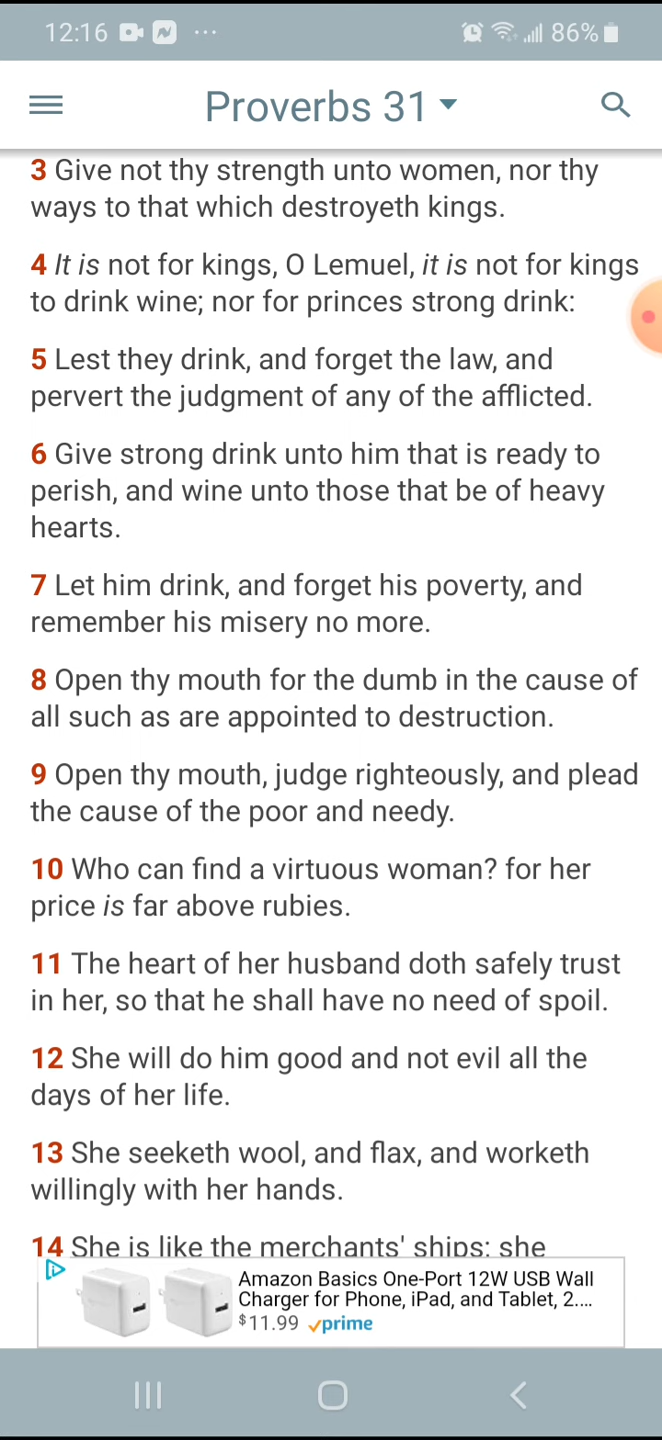 12:16 ... 86%
Proverbs 31
3 Give not thy strength unto women, nor thy
ways to that which destroyeth kings.
4 It is not for kings, O Lemuel, it is not for kings
to drink wine; nor for princes strong drink:
5 Lest they drink, and forget the law, and
pervert the judgment of any of the afflicted.
6 Give strong drink unto him that is ready to
perish, and wine unto those that be of heavy
hearts.
7 Let him drink, and forget his poverty, and
remember his misery no more.
8 Open thy mouth for the dumb in the cause of
all such as are appointed to destruction.
9 Open thy mouth, judge righteously, and plead
the cause of the poor and needy.
10 Who can find a virtuous woman? for her
price is far above rubies.
11 The heart of her husband doth safely trust
in her, so that he shall have no need of spoil.
12 She will do him good and not evil all the
days of her life.
13 She seeketh wool, and flax, and worketh
willingly with her hands.
14 She is like the merchants' ships; she
Amazon Basics One-Port 12W USB Wall
Charger for Phone, iPad, and Tablet, 2....
$11.99 prime